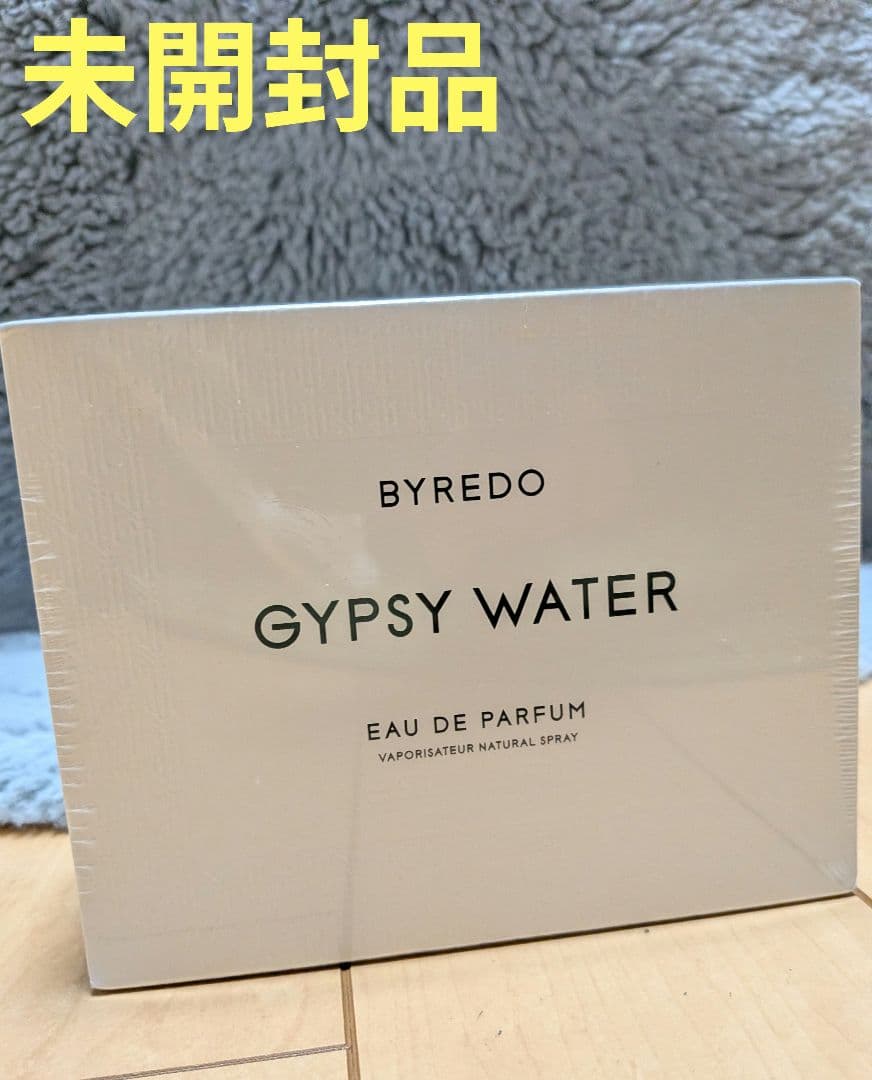 未開封品
BYREDO
GYPSY WATER
EAU DE PARFUM
VAPORISATEUR NATURAL SPRAY